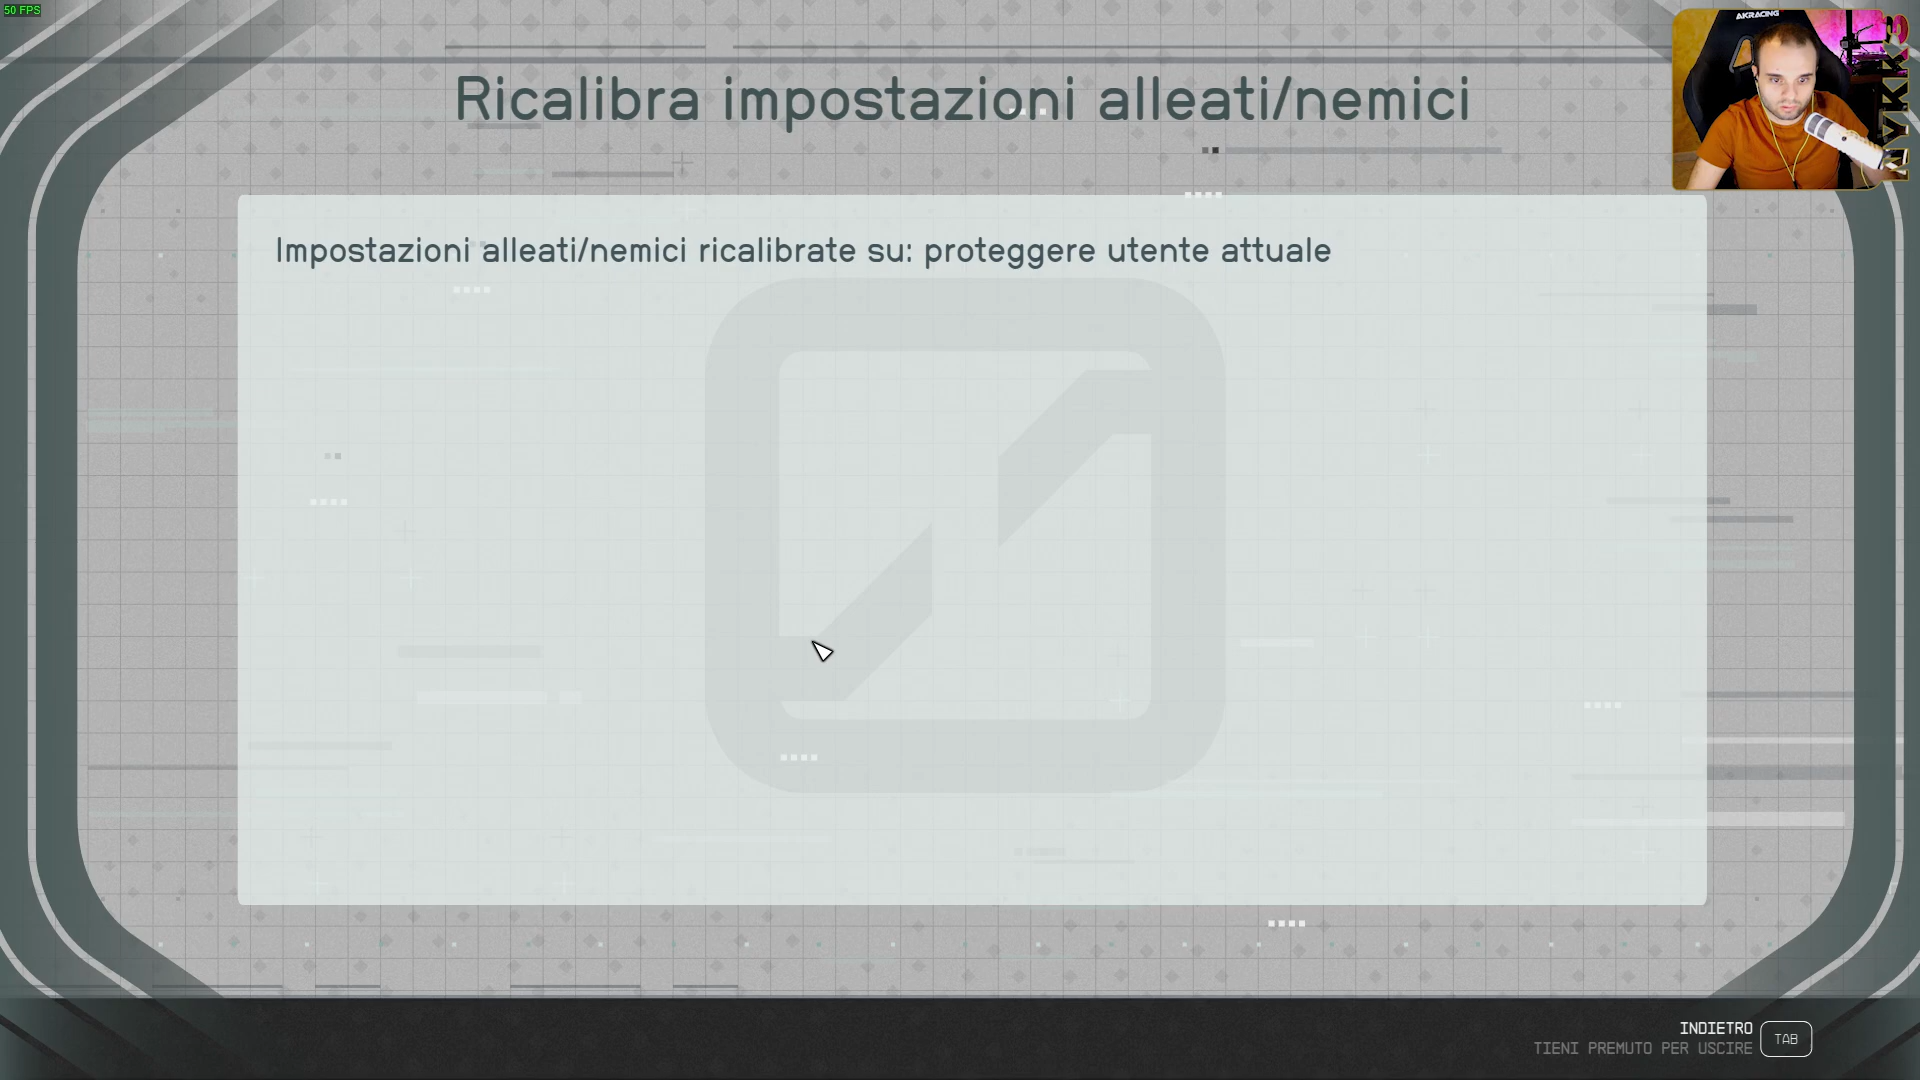 50 FPS
AKRACING
Ricalibra impostazioni alleati/nemici
Impostazioni alleati/nemici ricalibrate su: proteggere utente attuale
INDIETRO
TIENI PREMUTO PER USCIRE
TAB